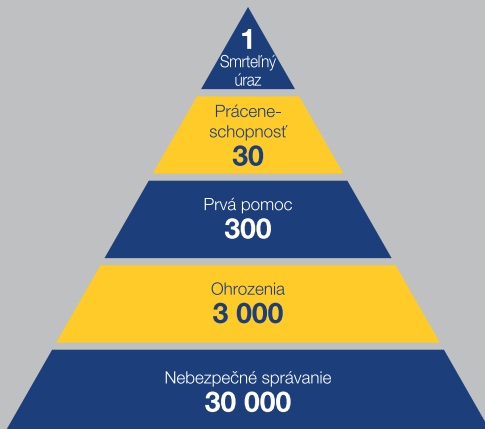 1
Smrteľný
úraz
Prácene-
schopnosť
30
Prvá pomoc
300
Ohrozenia
3 000
Nebezpečné správanie
30 000